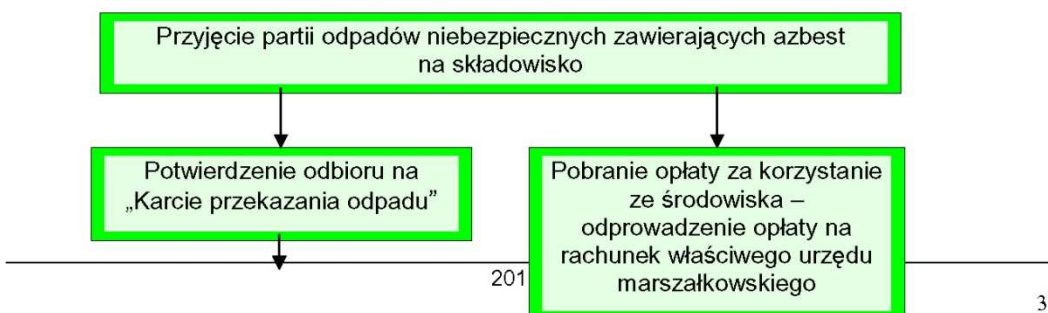 Przyjęcie partii odpadów niebezpiecznych zawierających azbest
na składowisko
Potwierdzenie odbioru na
„Karcie przekazania odpadu”
Pobranie opłaty za korzystanie
ze środowiska –
odprowadzenie opłaty na
rachunek właściwego urzędu
marszałkowskiego
201
3